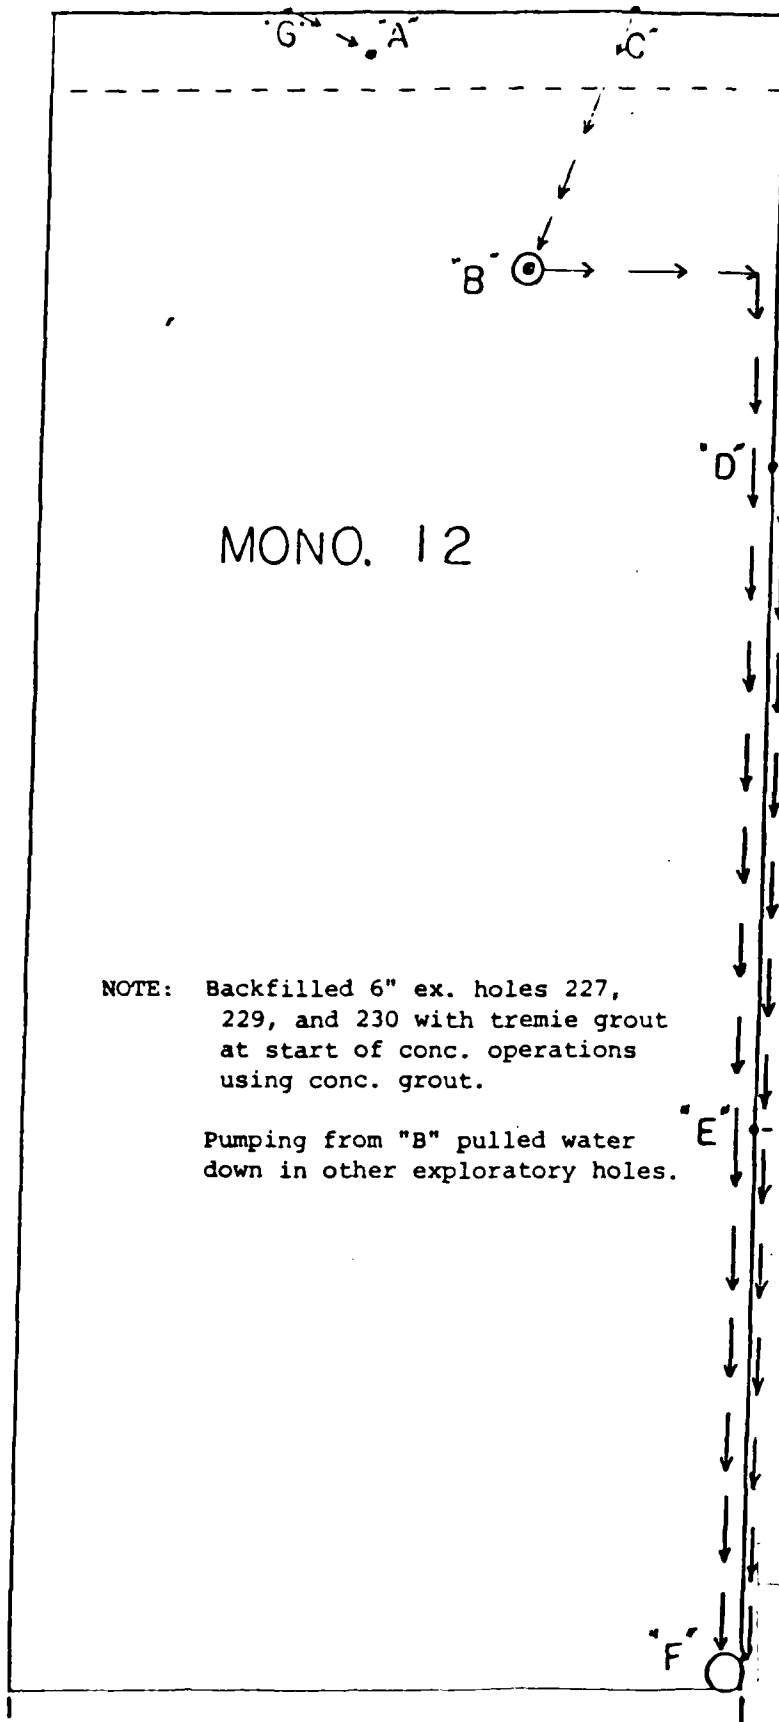 "G" "A" "C"
"B"
"D"
MONO. 12
NOTE: Backfilled 6" ex. holes 227,
229, and 230 with tremie grout
at start of conc. operations
using conc. grout.
"E"
Pumping from "B" pulled water
down in other exploratory holes.
"F"